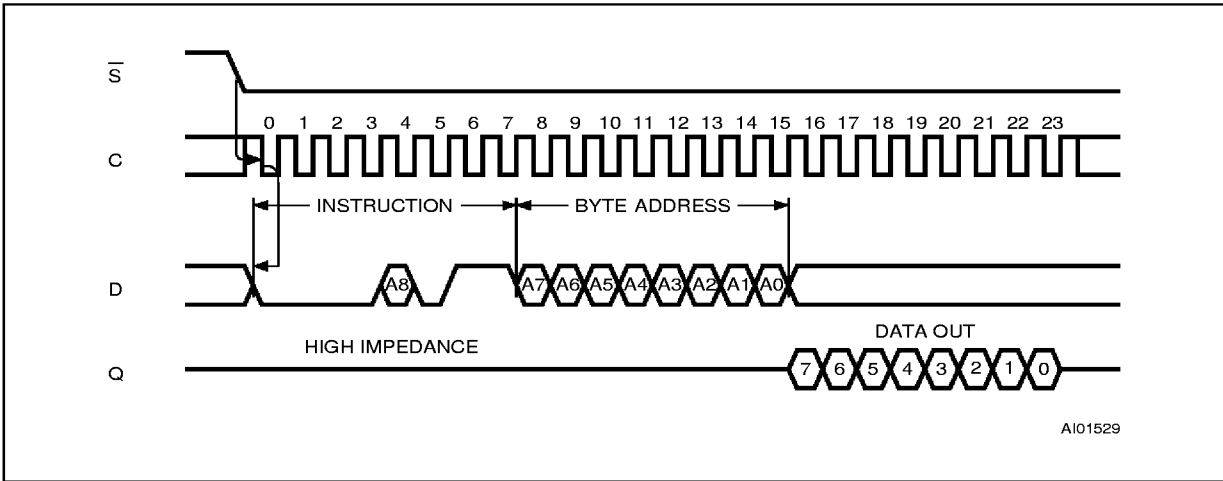 S
0 1 2 3 4 5 6 7 8 9 10 11 12 13 14 15 16 17 18 19 20 21 22 23
C
INSTRUCTION BYTE ADDRESS
D A8 A7 A6 A5 A4 A3 A2 A1 A0
HIGH IMPEDANCE DATA OUT
Q 7 6 5 4 3 2 1 0
AI01529